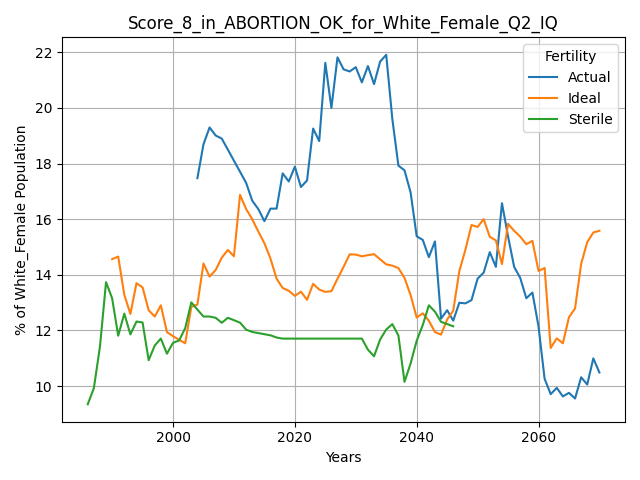 Score_8_in_ABORTION_OK_for_White_Female_Q2_IQ
% of White_Female Population
22
20
18
16
14
12
10
Fertility
Actual
Ideal
Sterile
2000
2020
2040
2060
Years